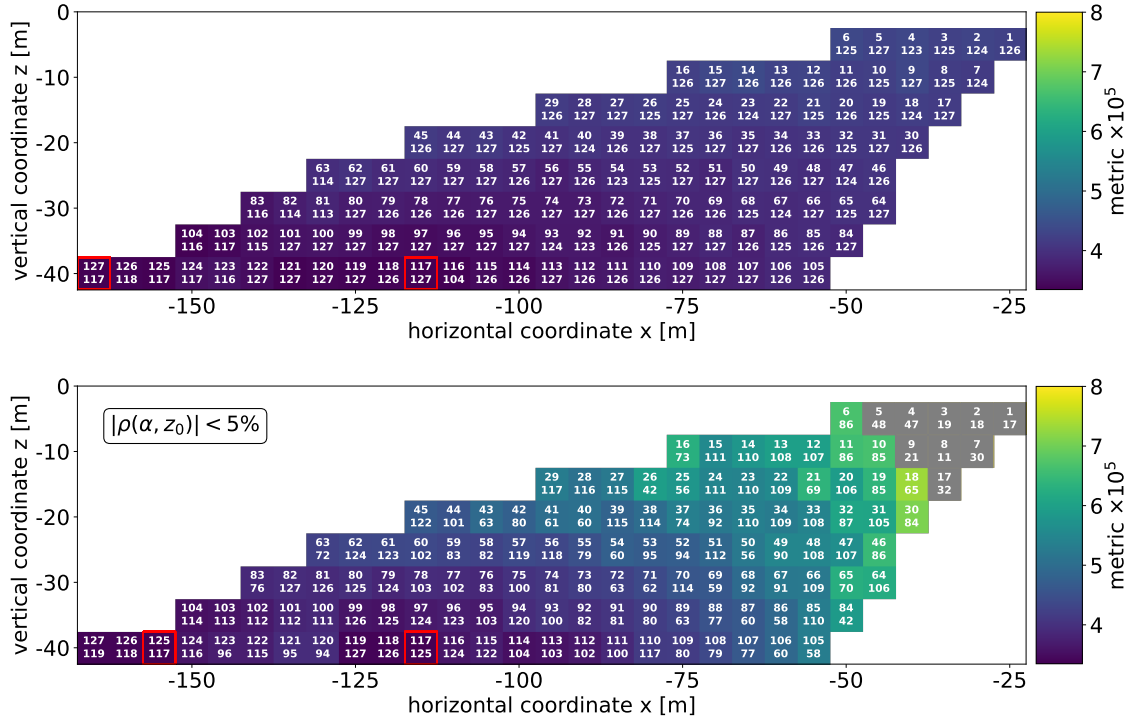 0
6 5 4 3 2 1
125 127 123 125 124 126
-10
16 15 14 13 12 11 10 9 8 7
126 127 126 126 126 126 125 127 125 124
29 28 27 26 25 24 23 22 21 20 19 18 17
126 127 127 125 127 126 124 127 125 126 125 124 127
-20
45 44 43 42 41 40 39 38 37 36 35 34 33 32 31 30
126 127 127 125 127 124 126 126 127 127 126 127 127 127 127 126
63 62 61 60 59 58 57 56 55 54 53 52 51 50 49 48 47 46
114 127 127 127 127 127 126 127 126 123 125 127 127 127 126 127 124 126
-30
83 82 81 80 79 78 77 76 75 74 73 72 71 70 69 68 67 66 65 64
116 114 113 127 126 126 126 126 127 126 127 127 127 126 125 126 127 126 125 127
104 103 102 101 100 99 98 97 96 95 94 93 92 91 90 89 88 87 86 85 84
116 117 115 127 127 127 127 127 127 126 127 125 126 126 125 127 127 126 125 126 127
-40
127 126 125 124 123 122 121 120 119 118 117 116 115 114 113 112 111 110 109 108 107 106 105
117 118 117 117 116 127 127 127 127 126 127 104 126 126 127 126 126 127 126 127 126 126 126
-150 -125 -100 -75 -50 -25
horizontal coordinate x [m]
vertical coordinate z [m]
8
7
6
5
4
metric ×10⁵
0
|ρ(α, z₀)| < 5%
6 5 4 3 2 1
86 48 47 19 18 17
-10
16 15 14 13 12 11 10 9 8 7
73 111 110 108 107 86 85 21 11 30
29 28 27 26 25 24 23 22 21 20 19 18 17
117 116 115 42 56 111 110 109 69 106 85 65 32
-20
45 44 43 42 41 40 39 38 37 36 35 34 33 32 31 30
122 101 63 80 61 60 115 114 74 92 110 109 108 87 105 84
63 62 61 60 59 58 57 56 55 54 53 52 51 50 49 48 47 46
72 124 123 102 83 82 119 118 79 60 95 94 112 56 90 108 107 86
-30
83 82 81 80 79 78 77 76 75 74 73 72 71 70 69 68 67 66 65 64
76 127 126 125 124 103 102 83 100 81 80 63 62 114 59 92 91 109 70 106
104 103 102 101 100 99 98 97 96 95 94 93 92 91 90 89 88 87 86 85 84
114 113 112 112 111 126 125 124 104 103 120 100 82 81 80 63 77 60 58 110 42
-40
127 126 125 124 123 122 121 120 119 118 117 116 115 114 113 112 111 110 109 108 107 106 105
119 118 117 116 96 115 95 94 127 126 125 124 122 104 103 102 100 117 80 79 77 60 58
-150 -125 -100 -75 -50 -25
horizontal coordinate x [m]
vertical coordinate z [m]
8
7
6
5
4
metric ×10⁵